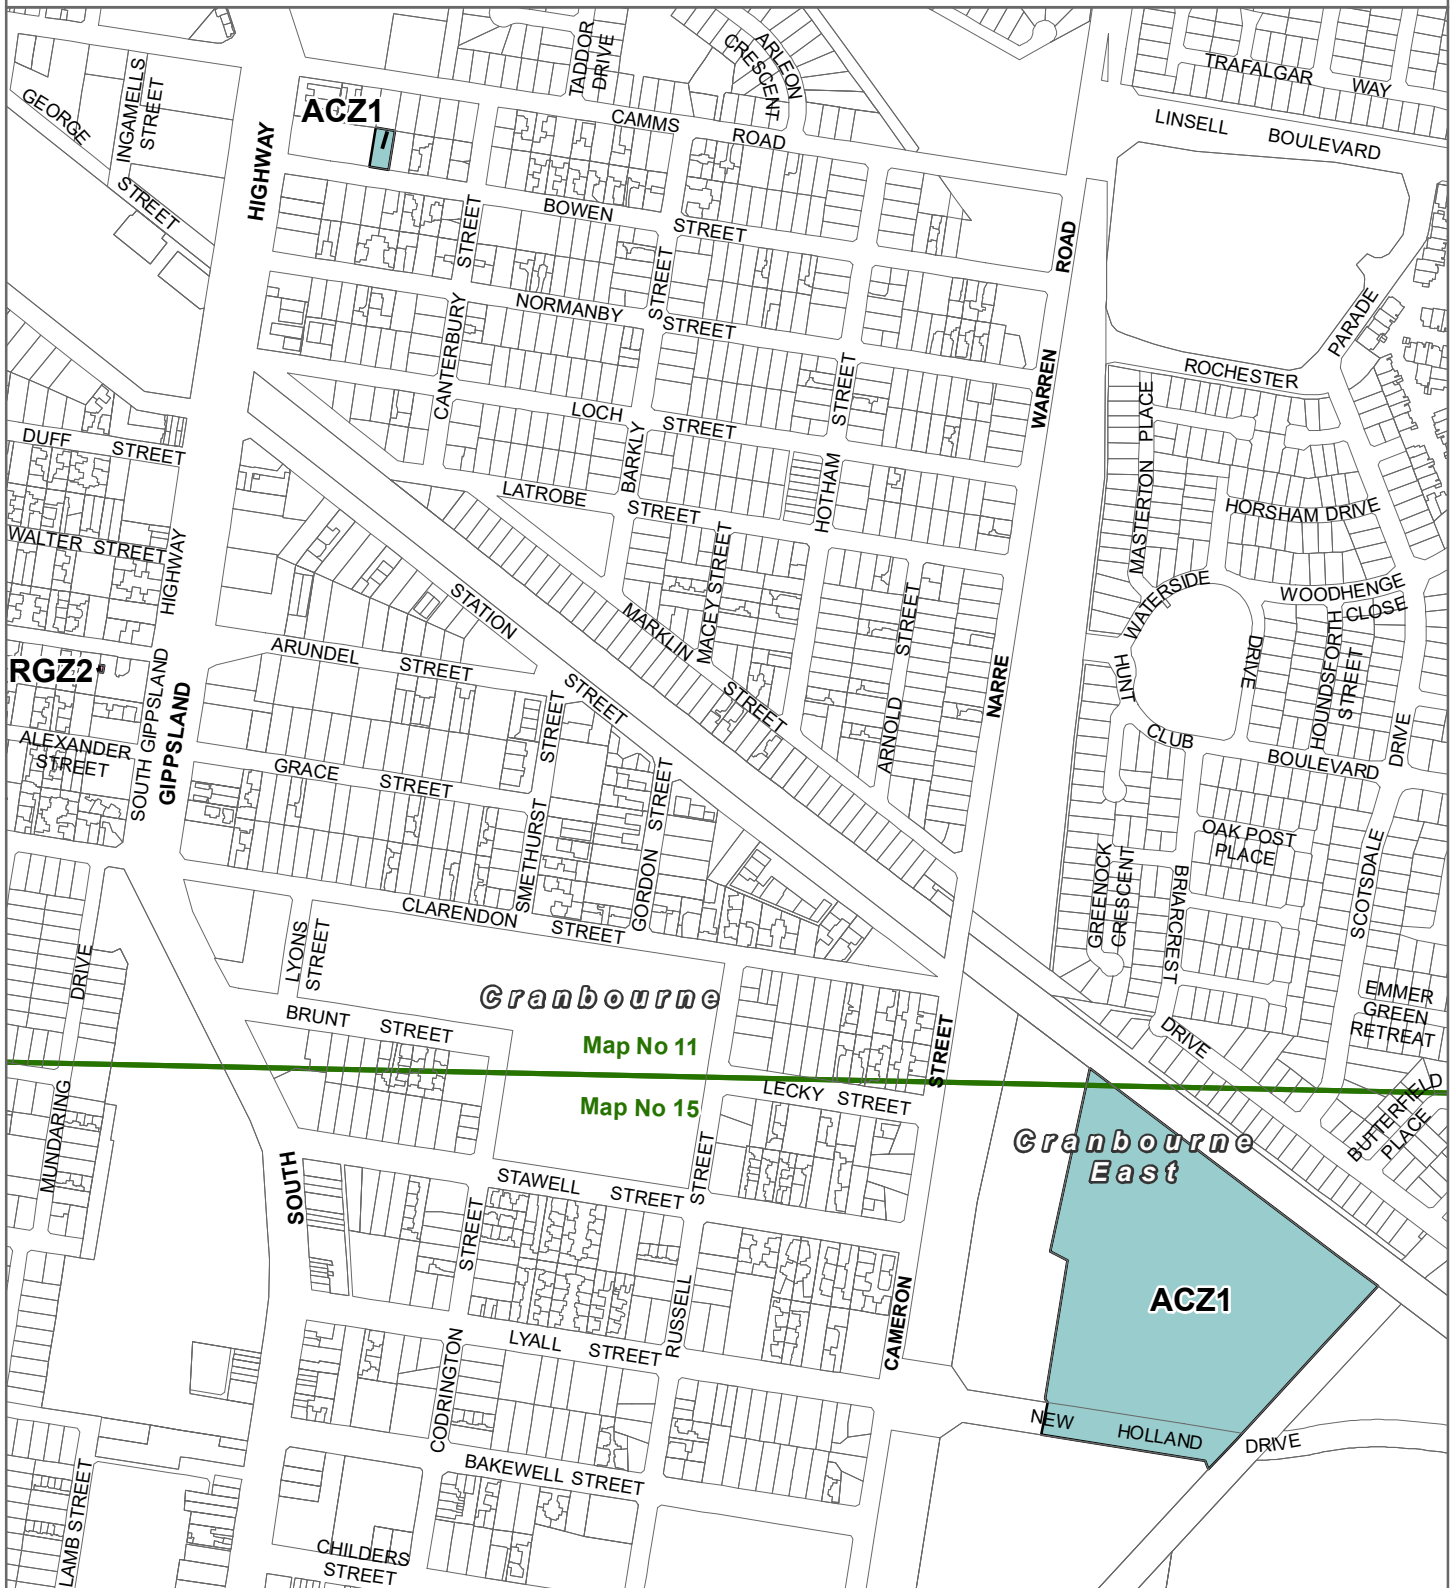 TADDOR
DRIVE
ARLEON
CRESCENT
TRAFALGAR WAY
INGAMELLS
STREET
GEORGE STREET
ACZ1
CAMMS ROAD
LINSELL BOULEVARD
HIGHWAY
BOWEN STREET
STREET
STREET
ROAD
NORMANBY STREET
PARADE
CANTERBURY
STREET
WARREN
ROCHESTER
LOCH STREET
MASTERTON PLACE
DUFF STREET
BARKLY
HOTHAM
LATROBE STREET
HORSHAM DRIVE
WALTER STREET
HIGHWAY
MACEY STREET
STATION STREET
MARKLIN STREET
STREET
WATERSIDE
WOODHENGE
CLOSE
ARUNDEL STREET
RGZ2
HUNT
DRIVE
HOUNDSFORTH
STREET
SOUTH GIPPSLAND
GIPPSLAND
NARRE
STREET
ARNOLD
CLUB BOULEVARD
DRIVE
ALEXANDER
STREET
GRACE STREET
STREET
SMETHURST
GORDON
OAK POST
PLACE
GREENOCK
CRESCENT
BRIARCREST
SCOTSDALE
CLARENDON STREET
LYONS
STREET
DRIVE
Cranbourne
EMMER
GREEN
RETREAT
BRUNT STREET
Map No 11
DRIVE
STREET
Map No 15
LECKY STREET
BUTTERFIELD
PLACE
MUNDARING
Cranbourne
East
SOUTH
STAWELL STREET
STREET
STREET
ACZ1
RUSSELL
CAMERON
LYALL STREET
CODRINGTON
NEW HOLLAND DRIVE
BAKEWELL STREET
LAMB STREET
CHILDERS
STREET